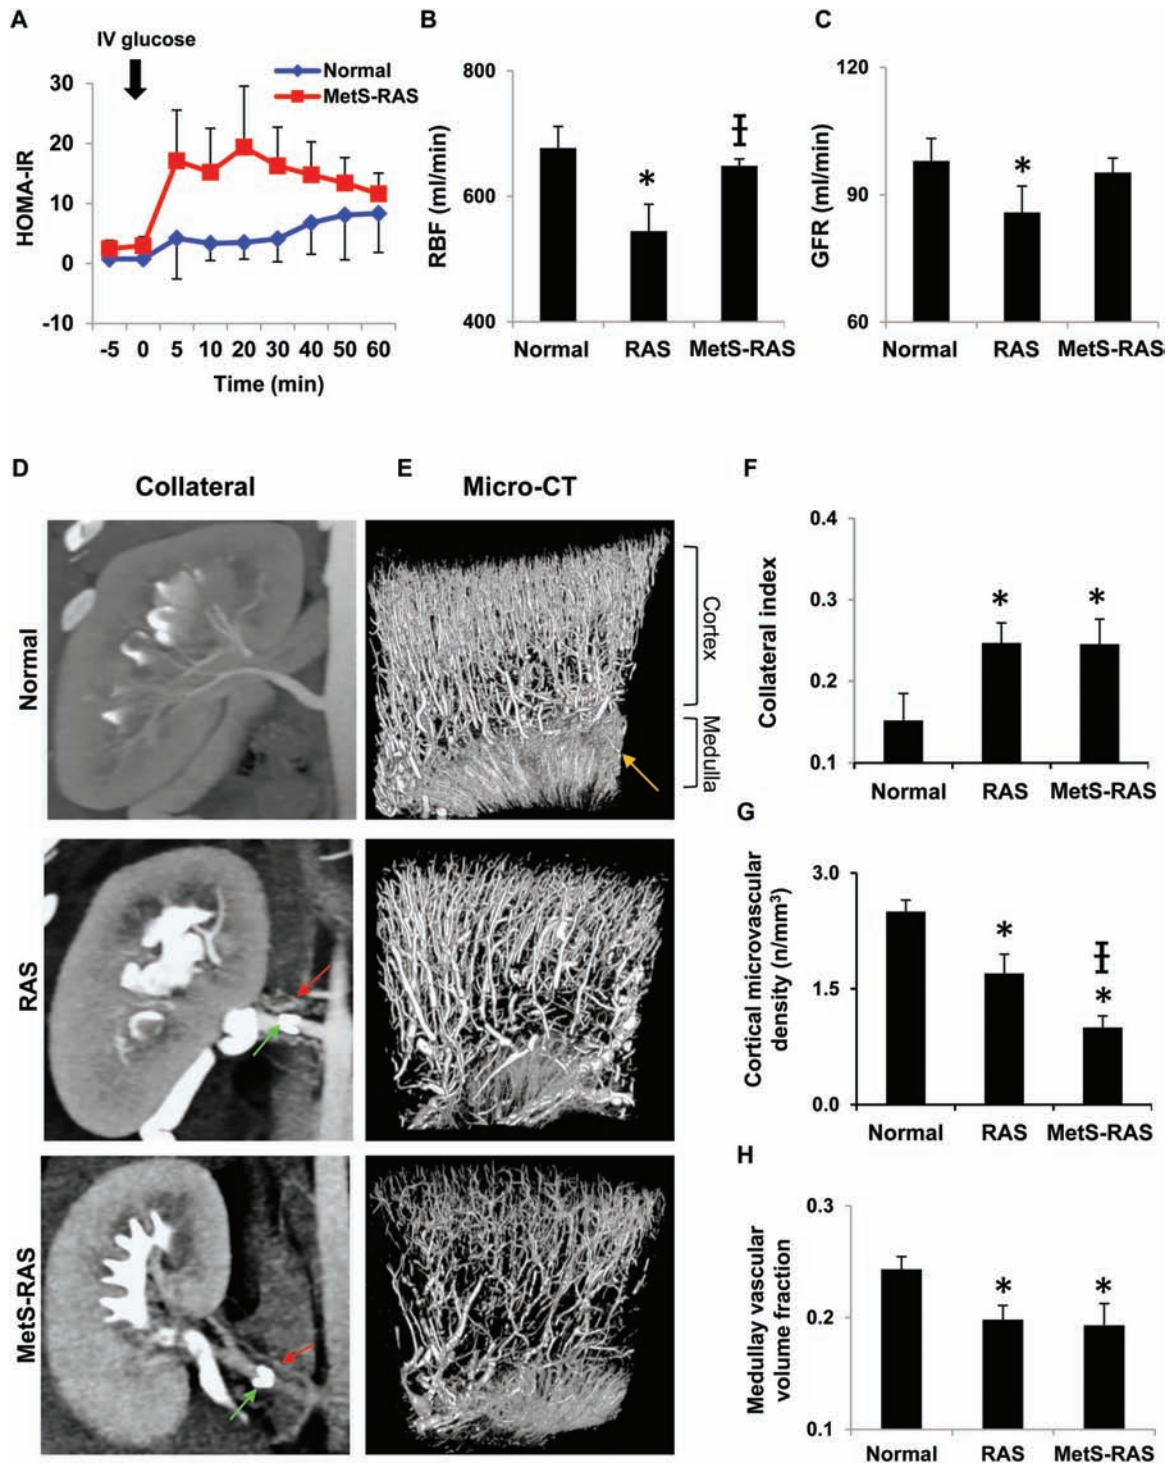 A
IV glucose
Normal
MetS-RAS
30
20
10
0
-10
HOMA-IR
-5 0 5 10 20 30 40 50 60
Time (min)
B
800
600
400
RBF (ml/min)
*
Ŧ
Normal RAS MetS-RAS
C
120
90
60
GFR (ml/min)
*
Normal RAS MetS-RAS
D
Collateral
E
Micro-CT
Normal
Cortex
Medulla
RAS
MetS-RAS
F
0.4
0.3
0.2
0.1
Collateral index
* *
Normal RAS MetS-RAS
G
3.0
1.5
0.0
Cortical microvascular
density (n/mm³)
*
Ŧ
*
Normal RAS MetS-RAS
H
0.3
0.2
0.1
Medullay vascular
volume fraction
* *
Normal RAS MetS-RAS